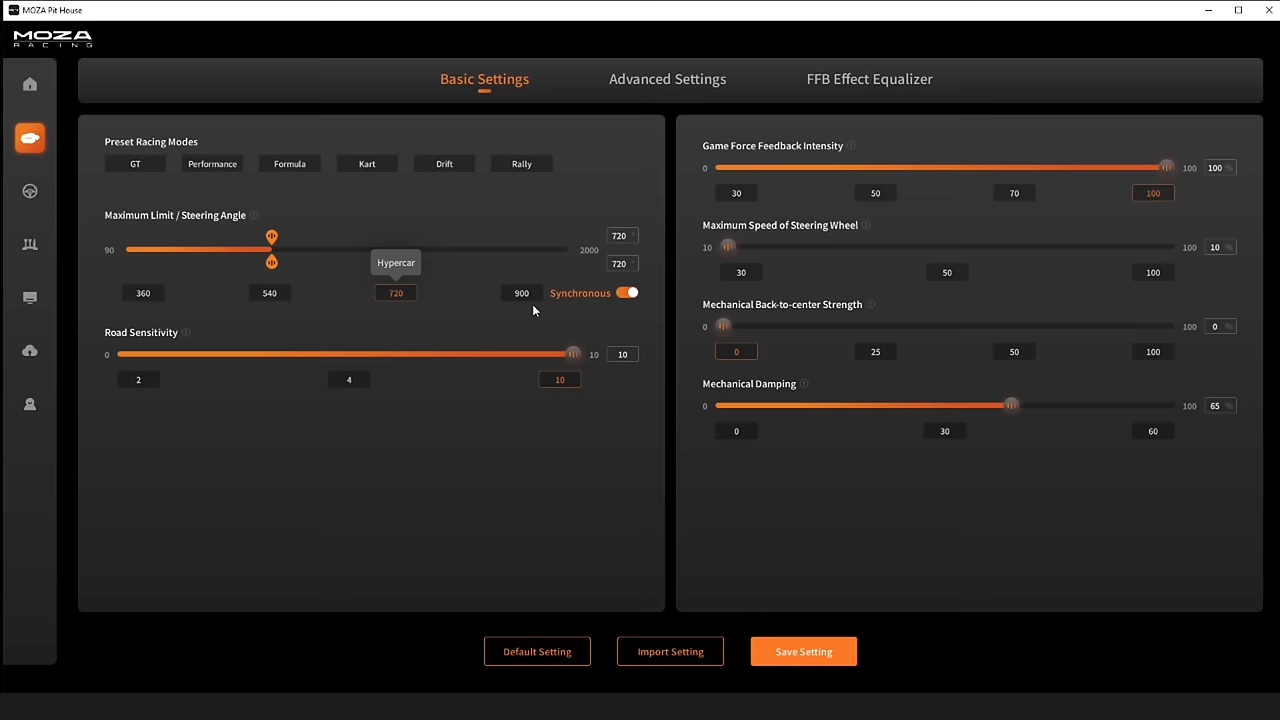 MOZA Pit House
MOZA
RACING
Basic Settings
Advanced Settings
FFB Effect Equalizer
Preset Racing Modes
GT
Performance
Formula
Kart
Drift
Rally
Maximum Limit / Steering Angle
90
2000
720 °
720 °
Hypercar
360
540
720
900
Synchronous
Road Sensitivity
0
10
10
2
4
10
Game Force Feedback Intensity
0
100
100 %
30
50
70
100
Maximum Speed of Steering Wheel
10
100
10 %
30
50
100
Mechanical Back-to-center Strength
0
100
0 %
0
25
50
100
Mechanical Damping
0
100
65 %
0
30
60
Default Setting
Import Setting
Save Setting